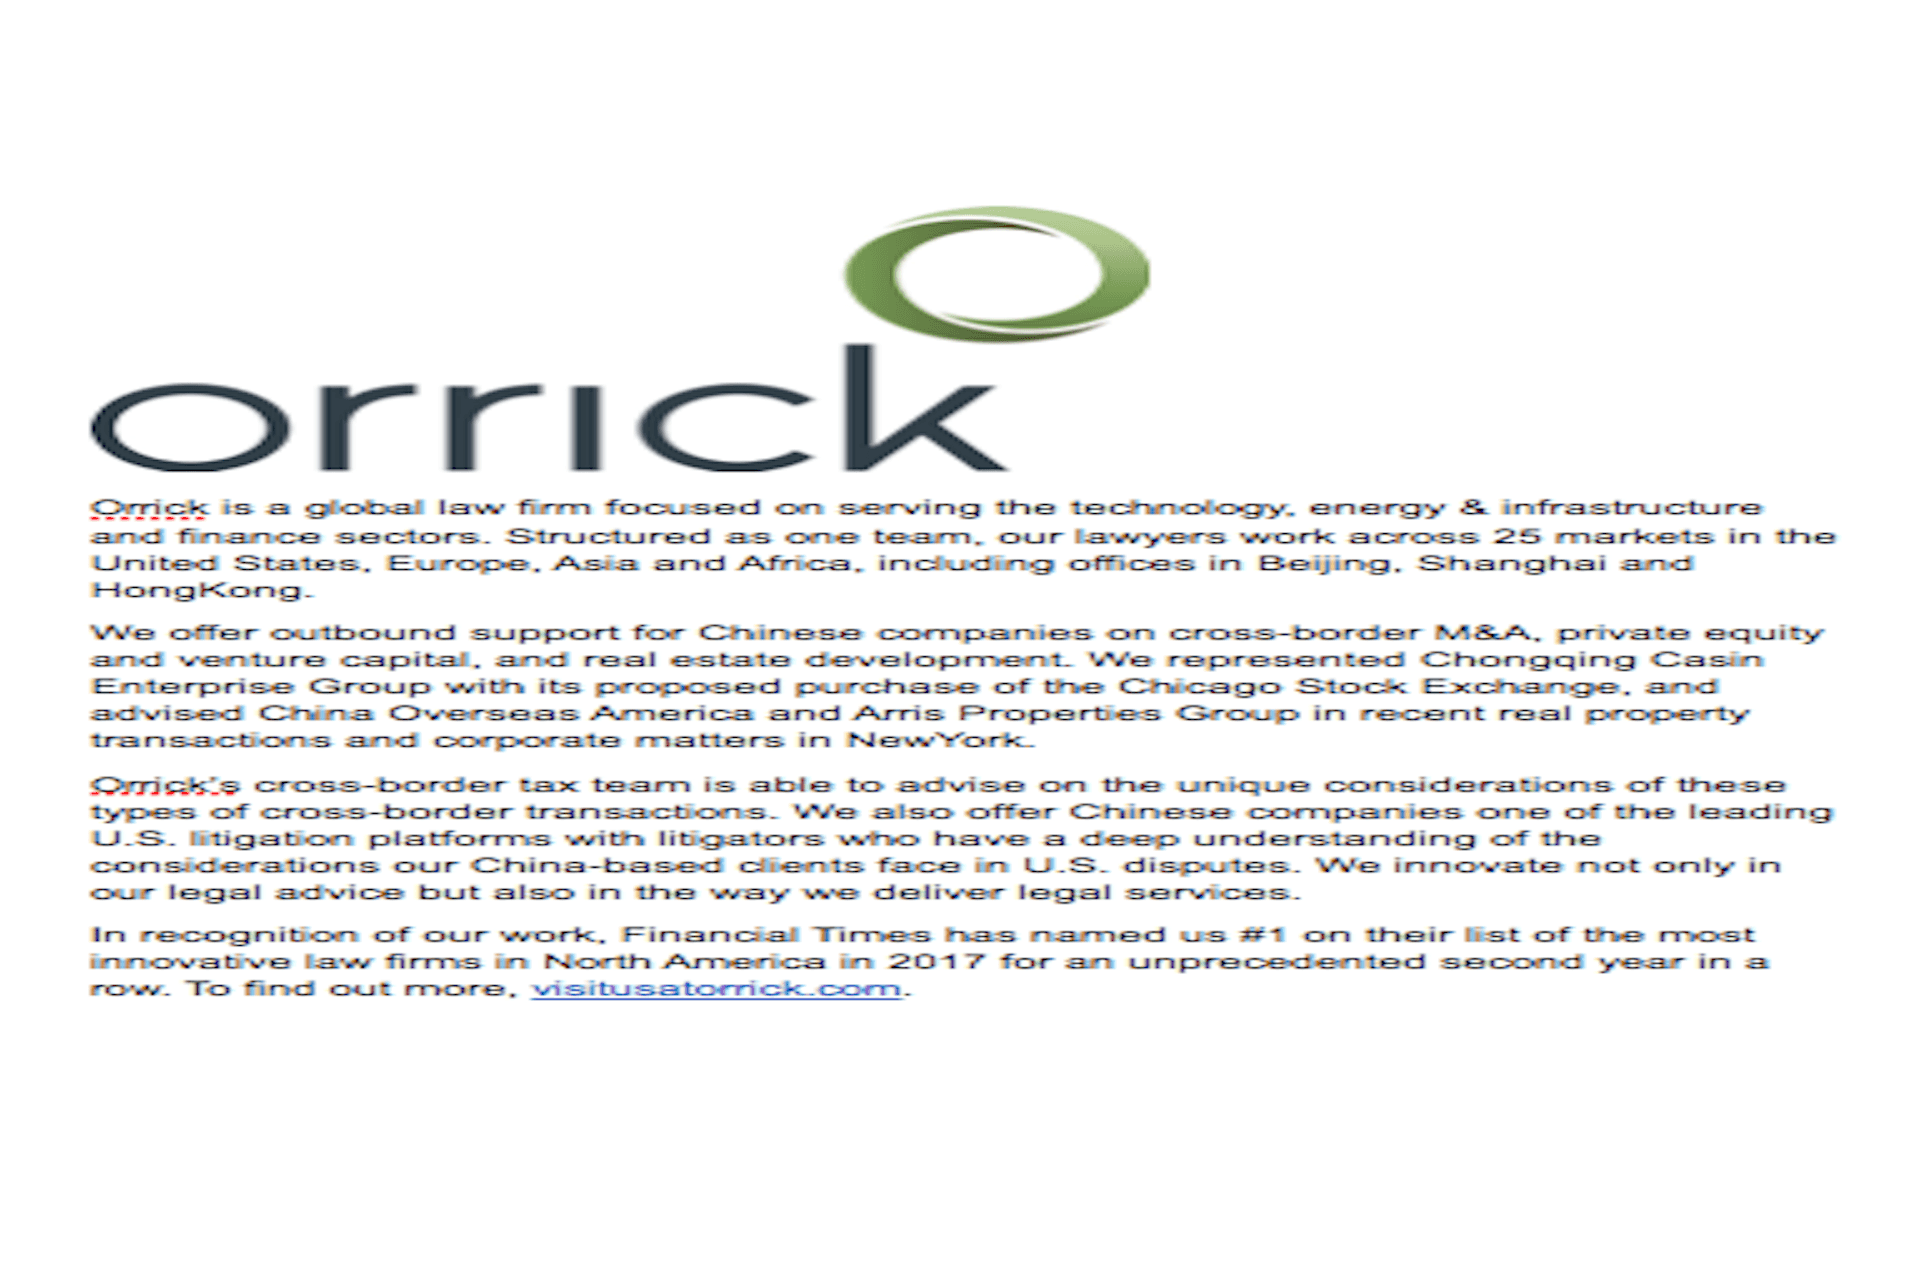 orrick
Orrick is a global law firm focused on serving the technology, energy & infrastructure
and finance sectors. Structured as one team, our lawyers work across 25 markets in the
United States, Europe, Asia and Africa, including offices in Beijing, Shanghai and
HongKong.
We offer outbound support for Chinese companies on cross-border M&A, private equity
and venture capital, and real estate development. We represented Chongqing Casin
Enterprise Group with its proposed purchase of the Chicago Stock Exchange, and
advised China Overseas America and Arris Properties Group in recent real property
transactions and corporate matters in NewYork.
Orrick's cross-border tax team is able to advise on the unique considerations of these
types of cross-border transactions. We also offer Chinese companies one of the leading
U.S. litigation platforms with litigators who have a deep understanding of the
considerations our China-based clients face in U.S. disputes. We innovate not only in
our legal advice but also in the way we deliver legal services.
In recognition of our work, Financial Times has named us #1 on their list of the most
innovative law firms in North America in 2017 for an unprecedented second year in a
row. To find out more, visitusatorrick.com.